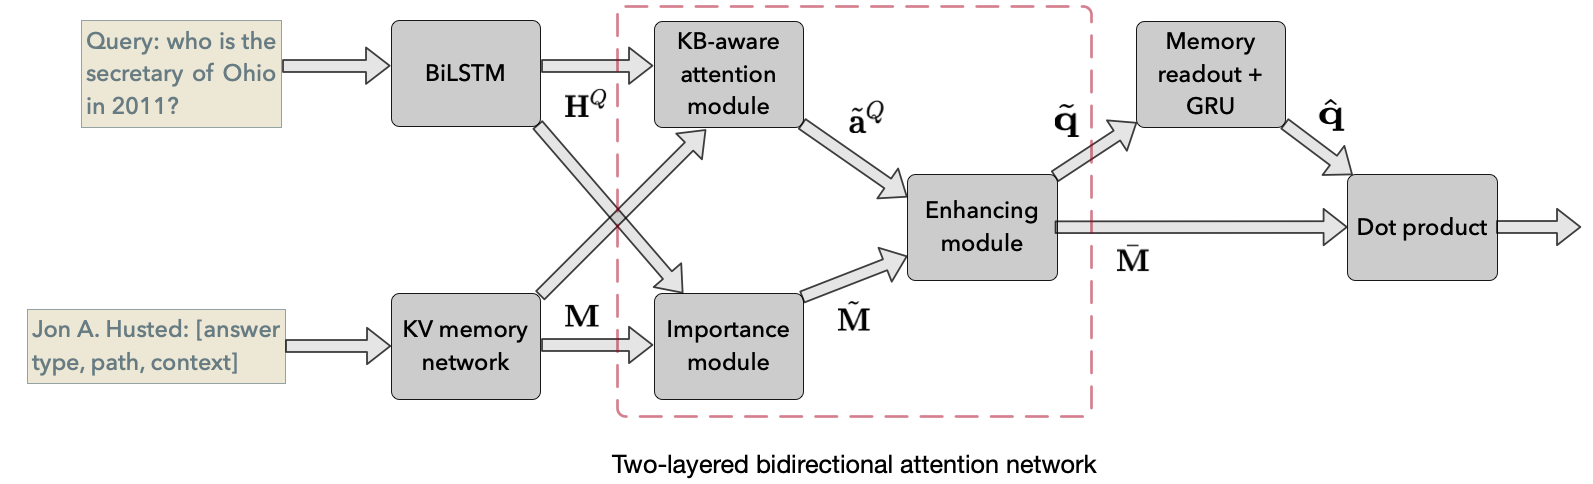 Query: who is the
secretary of Ohio
in 2011?
BiLSTM
H^Q
KB-aware
attention
module
ã^Q
Memory
readout +
GRU
q̃
q̂
Enhancing
module
Dot product
M̄
Jon A. Husted: [answer
type, path, context]
KV memory
network
M
Importance
module
M̃
Two-layered bidirectional attention network